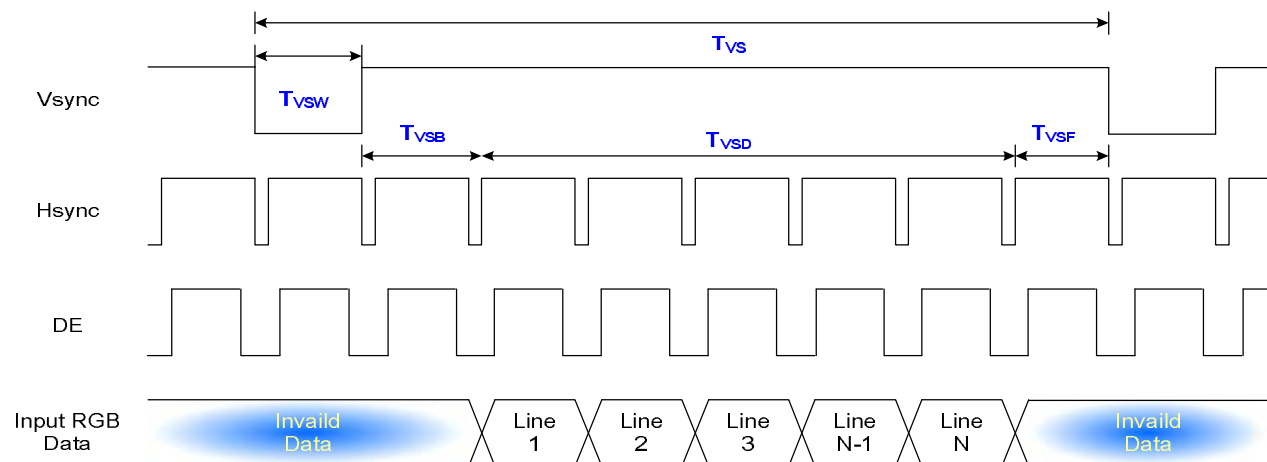 TVS
Vsync
TVSW
TVSB
TVSD
TVSF
Hsync
DE
Input RGB
Data
Invaild
Data
Line
1
Line
2
Line
3
Line
N-1
Line
N
Invaild
Data